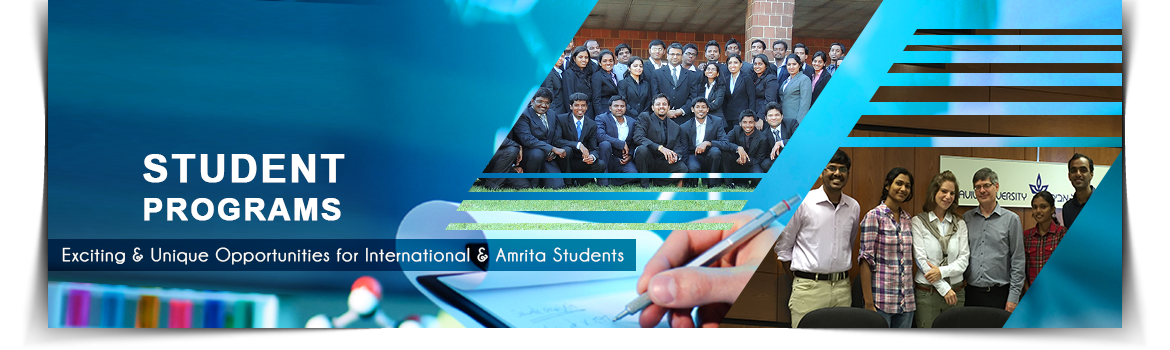 STUDENT
PROGRAMS
Exciting & Unique Opportunities for International & Amrita Students